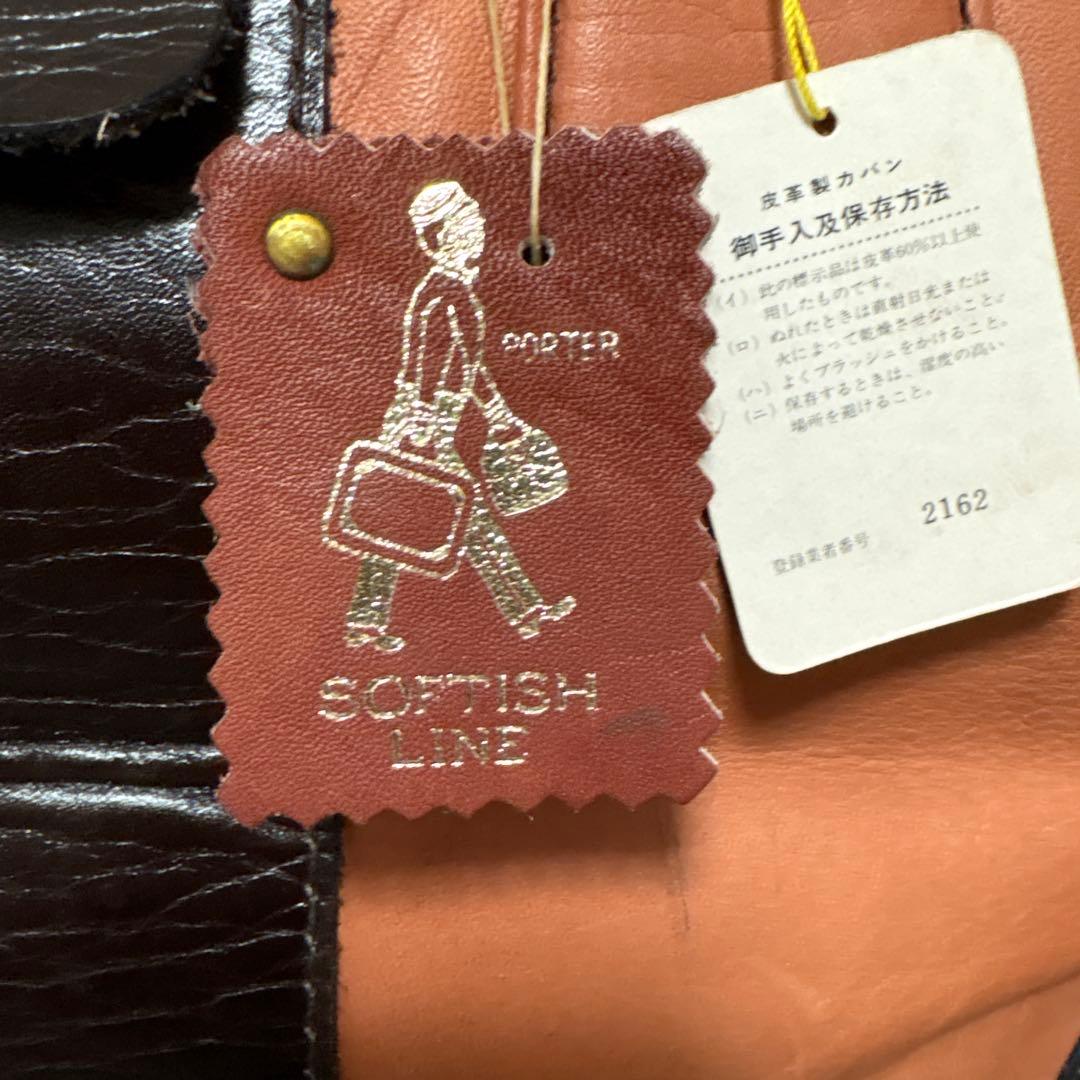 PORTER
SOFTISH
LINE
皮革製カバン
御手入及保存方法
(イ) 此の標示品は皮革60%以上使
用したものです。
(ロ) ぬれたときは直射日光または
火によって乾燥させないこと。
(ハ) よくブラッシュをかけること。
(ニ) 保存するときは、湿度の高い
場所を避けること。
2162
登録業者番号